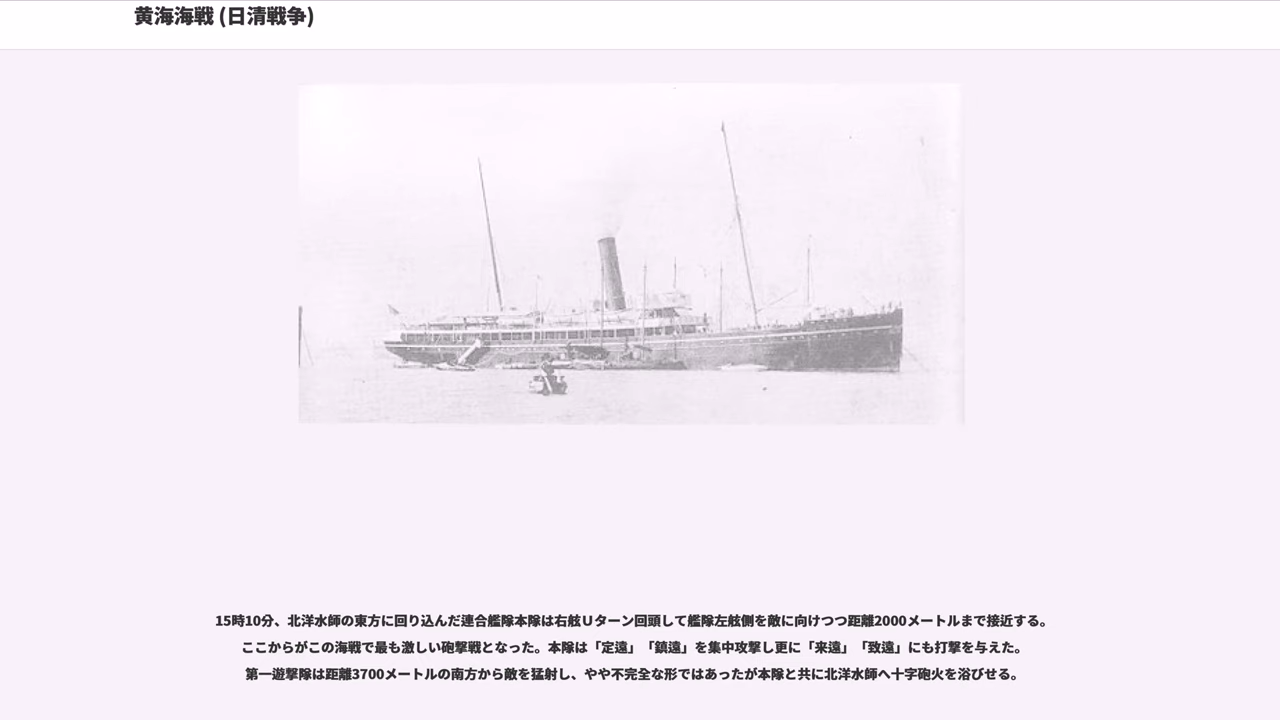 黄海海戦 (日清戦争)
15時10分、北洋水師の東方に回り込んだ連合艦隊本隊は右舷Uターン回頭して艦隊左舷側を敵に向けつつ距離2000メートルまで接近する。
ここからがこの海戦で最も激しい砲撃戦となった。本隊は「定遠」「鎮遠」を集中攻撃し更に「来遠」「致遠」にも打撃を与えた。
第一遊撃隊は距離3700メートルの南方から敵を猛射し、やや不完全な形ではあったが本隊と共に北洋水師へ十字砲火を浴びせる。